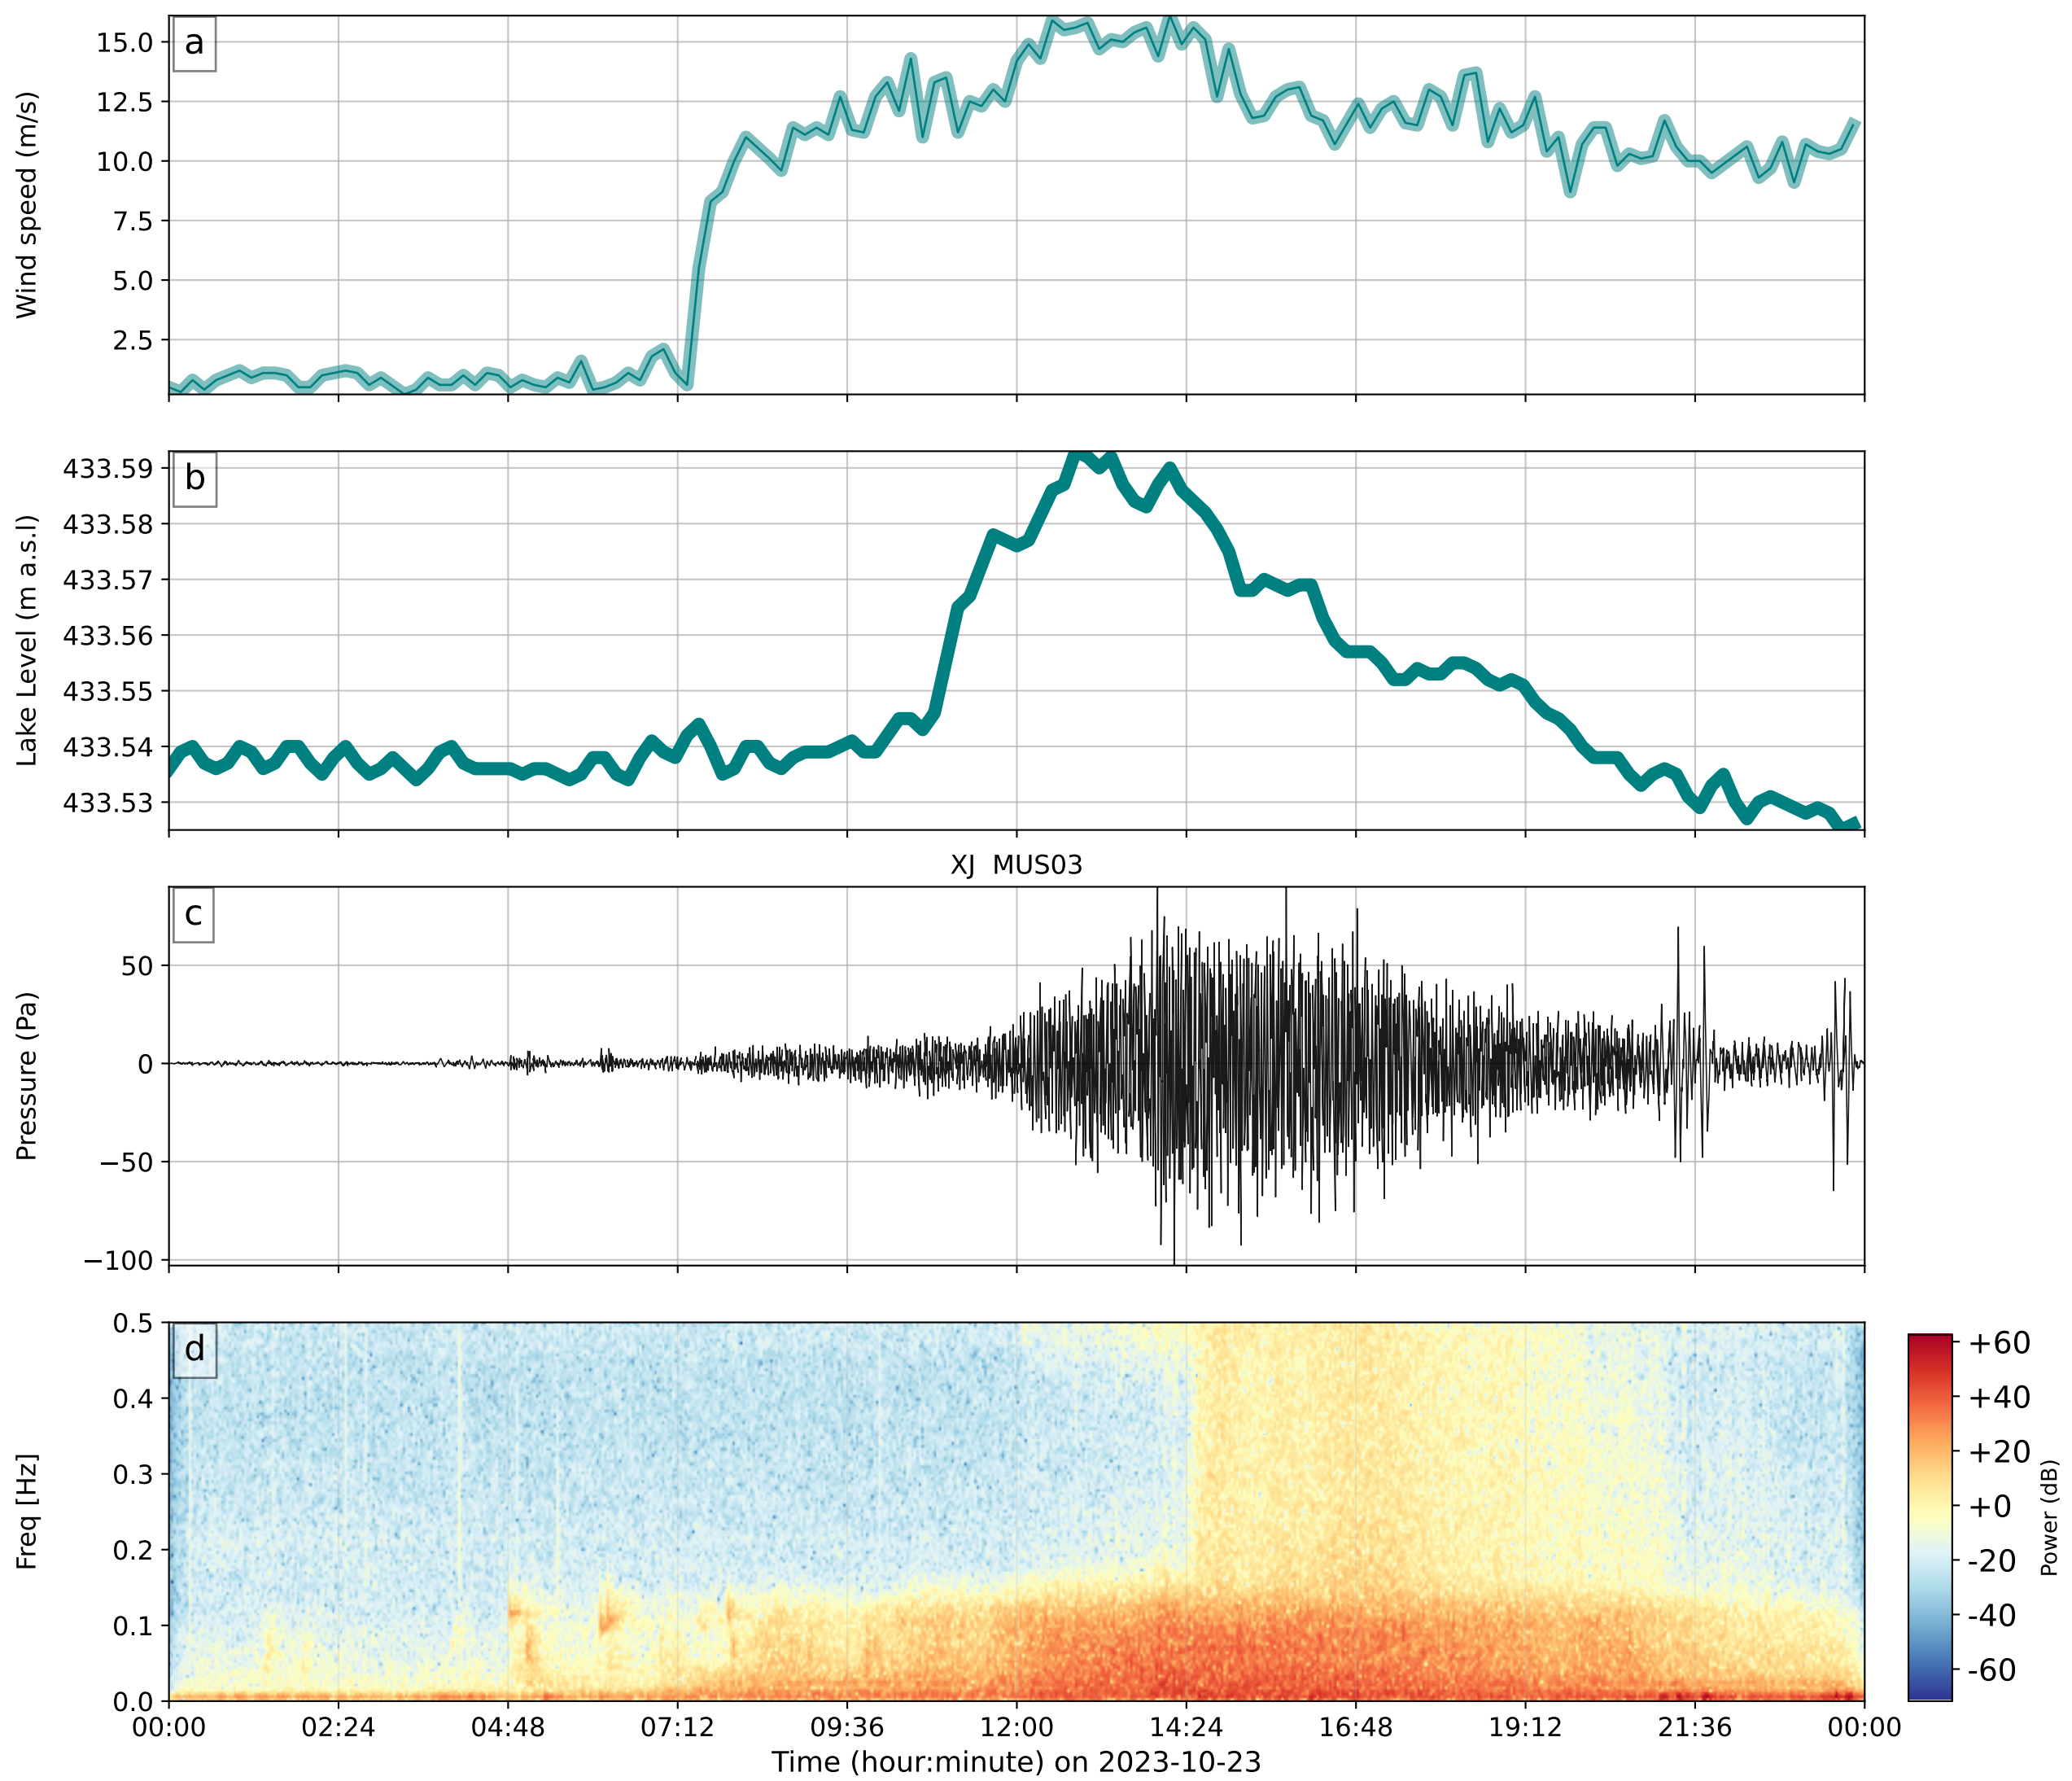 a
Wind speed (m/s)
15.0
12.5
10.0
7.5
5.0
2.5
b
Lake Level (m a.s.l)
433.59
433.58
433.57
433.56
433.55
433.54
433.53
XJ  MUS03
c
Pressure (Pa)
50
0
−50
−100
d
Freq [Hz]
0.5
0.4
0.3
0.2
0.1
0.0
00:00 02:24 04:48 07:12 09:36 12:00 14:24 16:48 19:12 21:36 00:00
Time (hour:minute) on 2023-10-23
+60
+40
+20
+0
-20
-40
-60
Power (dB)